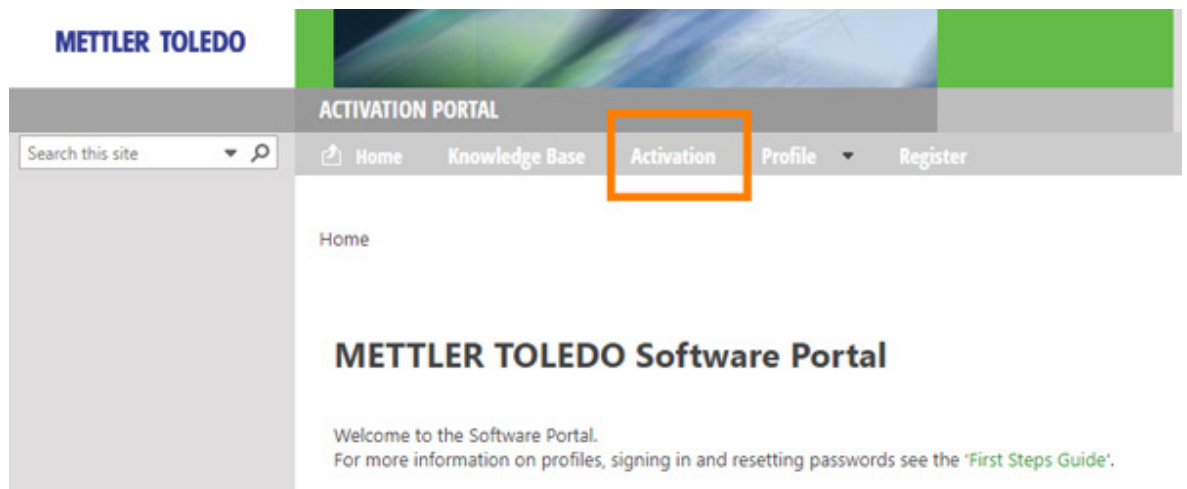 METTLER TOLEDO
ACTIVATION PORTAL
Search this site
Home Knowledge Base Activation Profile Register
Home
METTLER TOLEDO Software Portal
Welcome to the Software Portal.
For more information on profiles, signing in and resetting passwords see the 'First Steps Guide'.